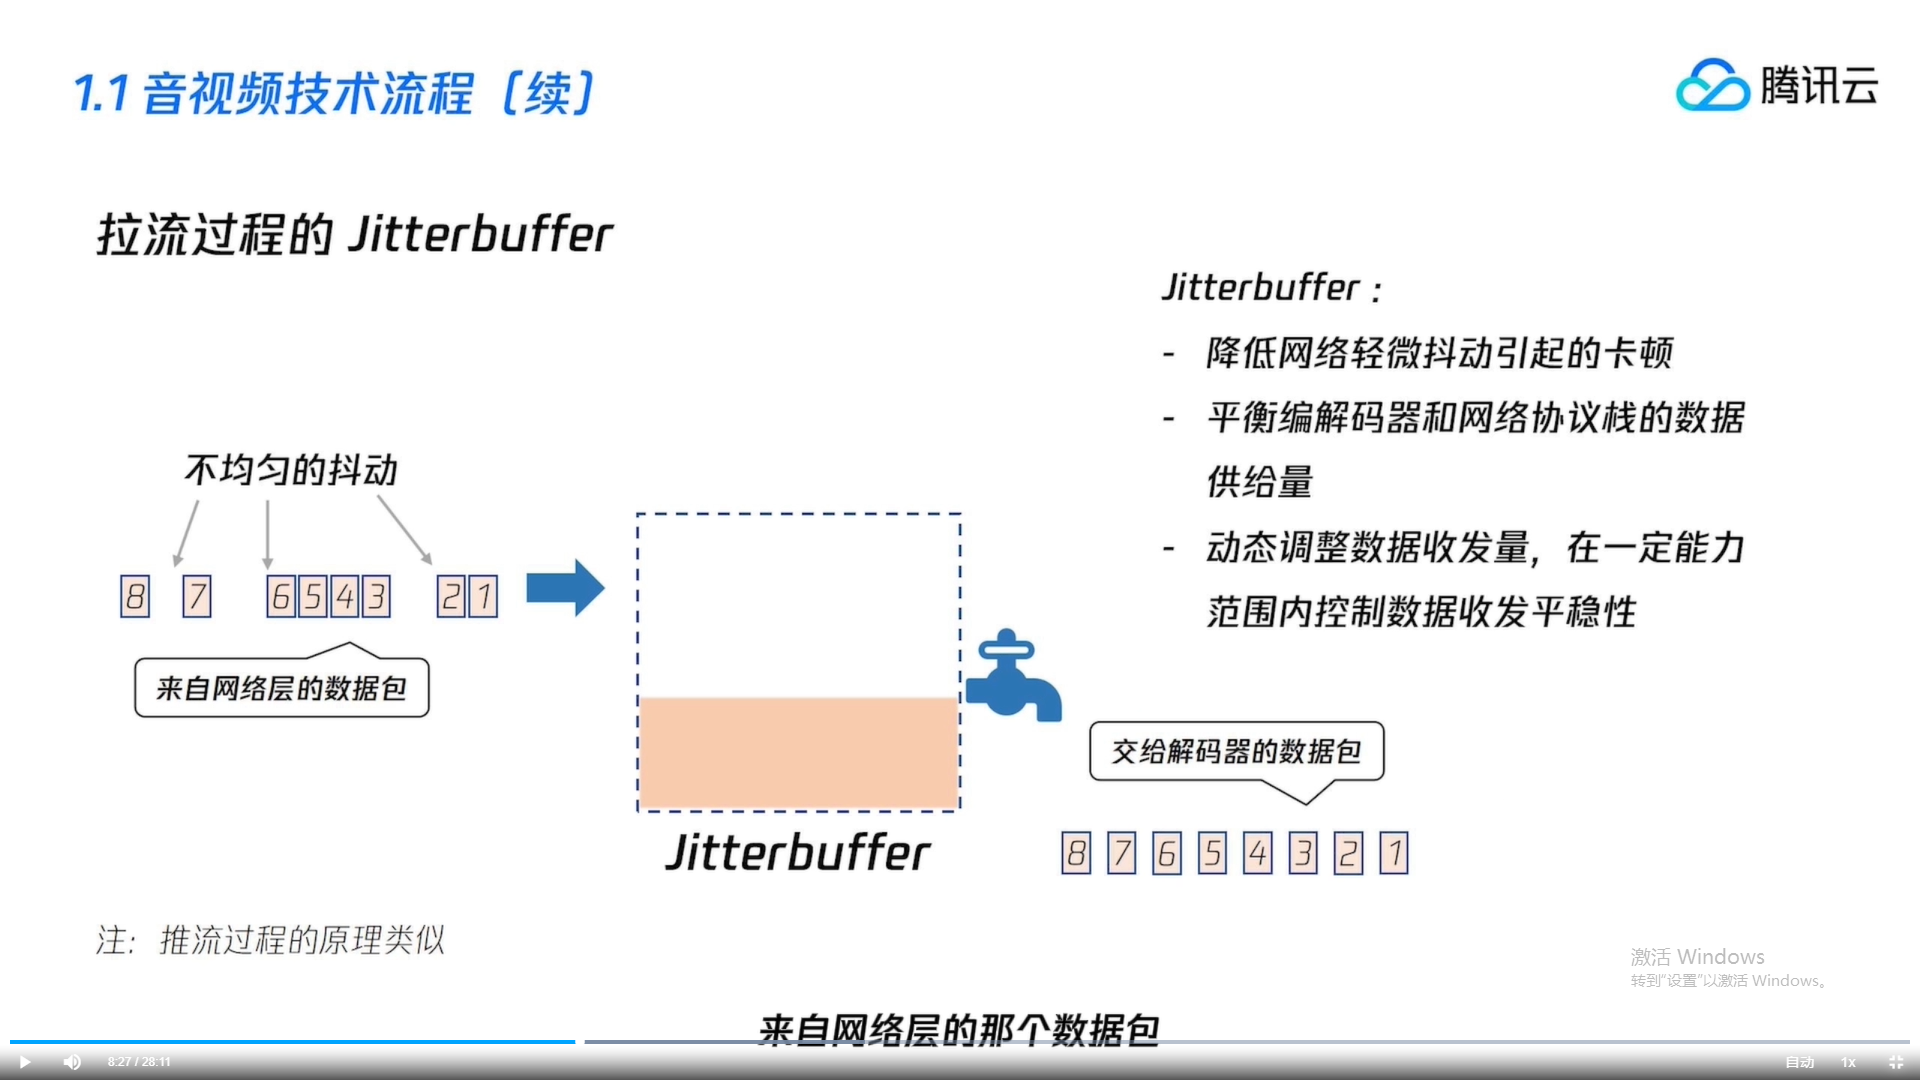 1.1 音视频技术流程（续）
腾讯云
拉流过程的 Jitterbuffer
Jitterbuffer：
- 降低网络轻微抖动引起的卡顿
- 平衡编解码器和网络协议栈的数据
供给量
- 动态调整数据收发量，在一定能力
范围内控制数据收发平稳性
不均匀的抖动
8 7 6 5 4 3 2 1
来自网络层的数据包
交给解码器的数据包
Jitterbuffer
8 7 6 5 4 3 2 1
注：推流过程的原理类似
激活 Windows
转到“设置”以激活 Windows。
来自网络层的那个数据包
8:27 / 28:11
自动 1x